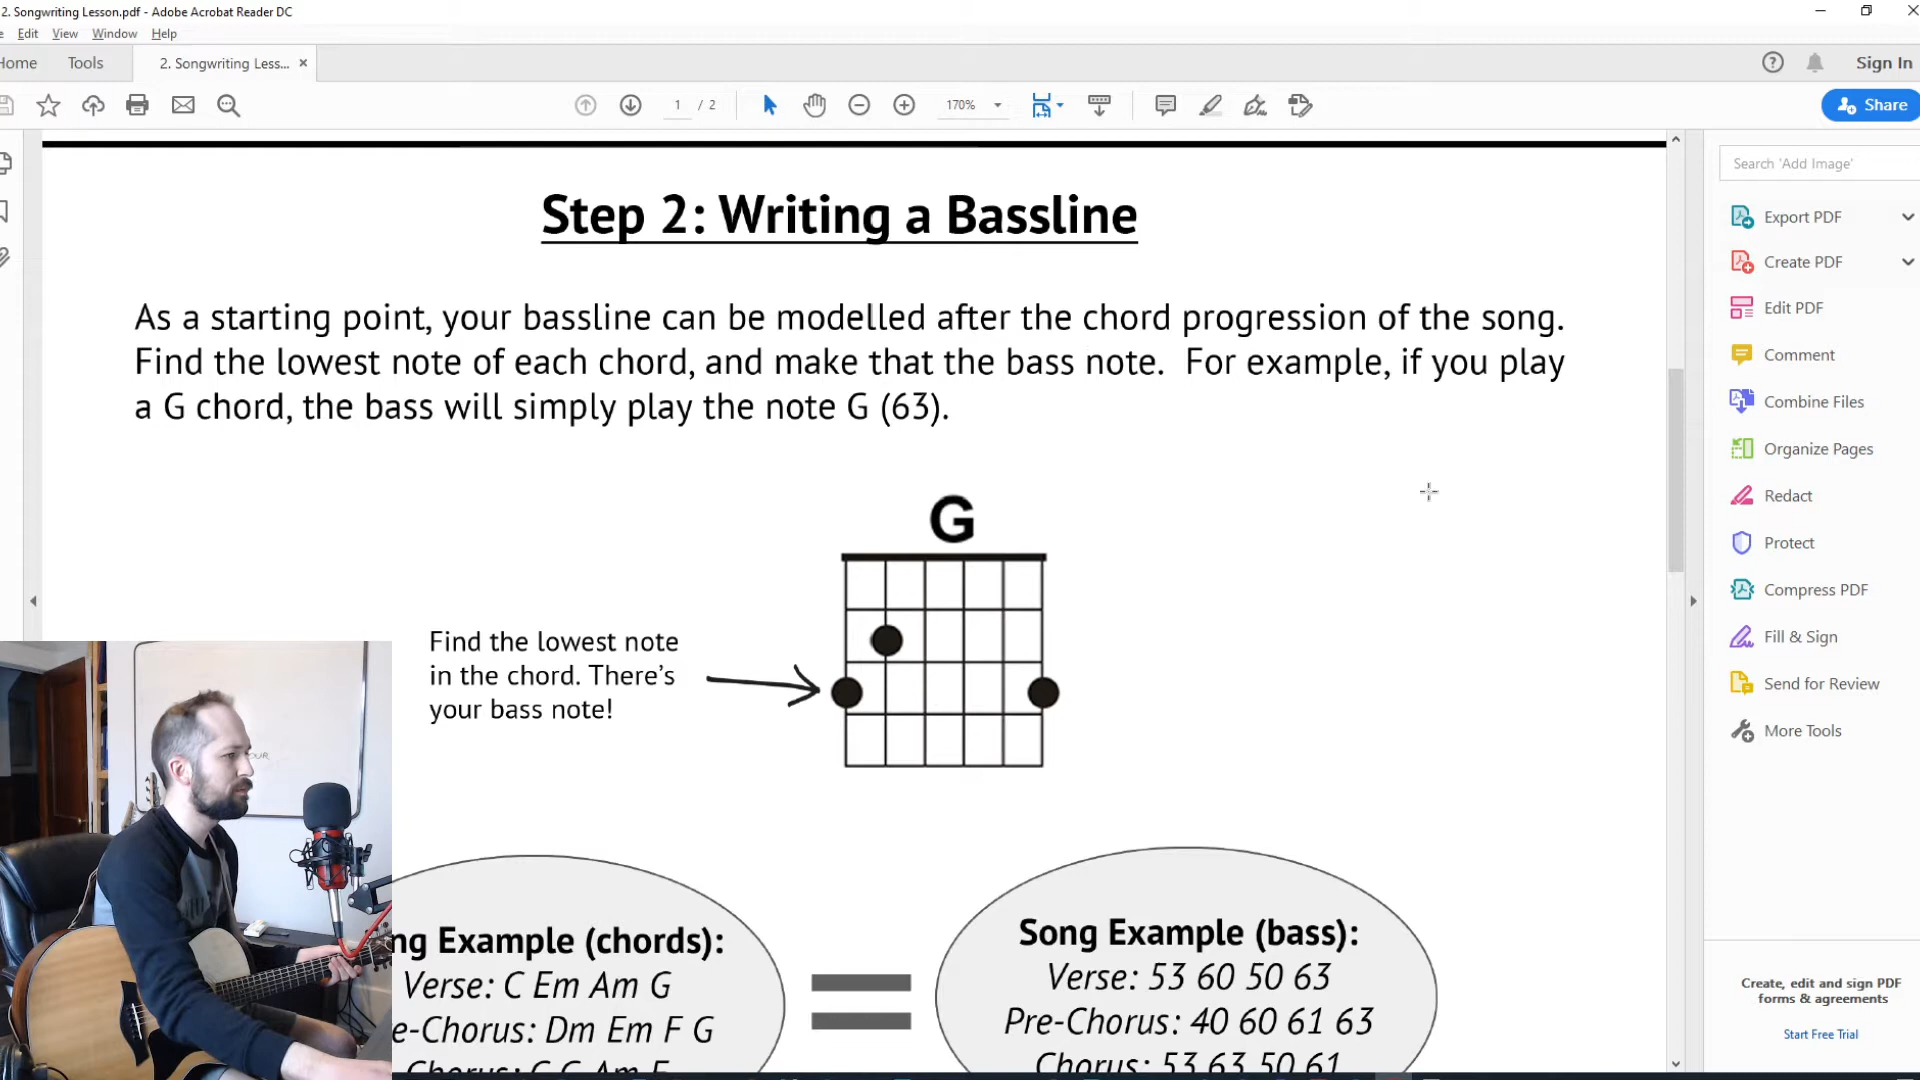 2. Songwriting Lesson.pdf - Adobe Acrobat Reader DC
Edit View Window Help
Home Tools 2. Songwriting Less... ×
Sign In
1 / 2 170% Share
Search 'Add Image'
Step 2: Writing a Bassline
As a starting point, your bassline can be modelled after the chord progression of the song.
Find the lowest note of each chord, and make that the bass note. For example, if you play
a G chord, the bass will simply play the note G (63).
G
Find the lowest note
in the chord. There's
your bass note!
ng Example (chords):
Verse: C Em Am G
e-Chorus: Dm Em F G
Chorus: C G Am F
Song Example (bass):
Verse: 53 60 50 63
Pre-Chorus: 40 60 61 63
Chorus: 53 63 50 61
Export PDF
Create PDF
Edit PDF
Comment
Combine Files
Organize Pages
Redact
Protect
Compress PDF
Fill & Sign
Send for Review
More Tools
Create, edit and sign PDF
forms & agreements
Start Free Trial